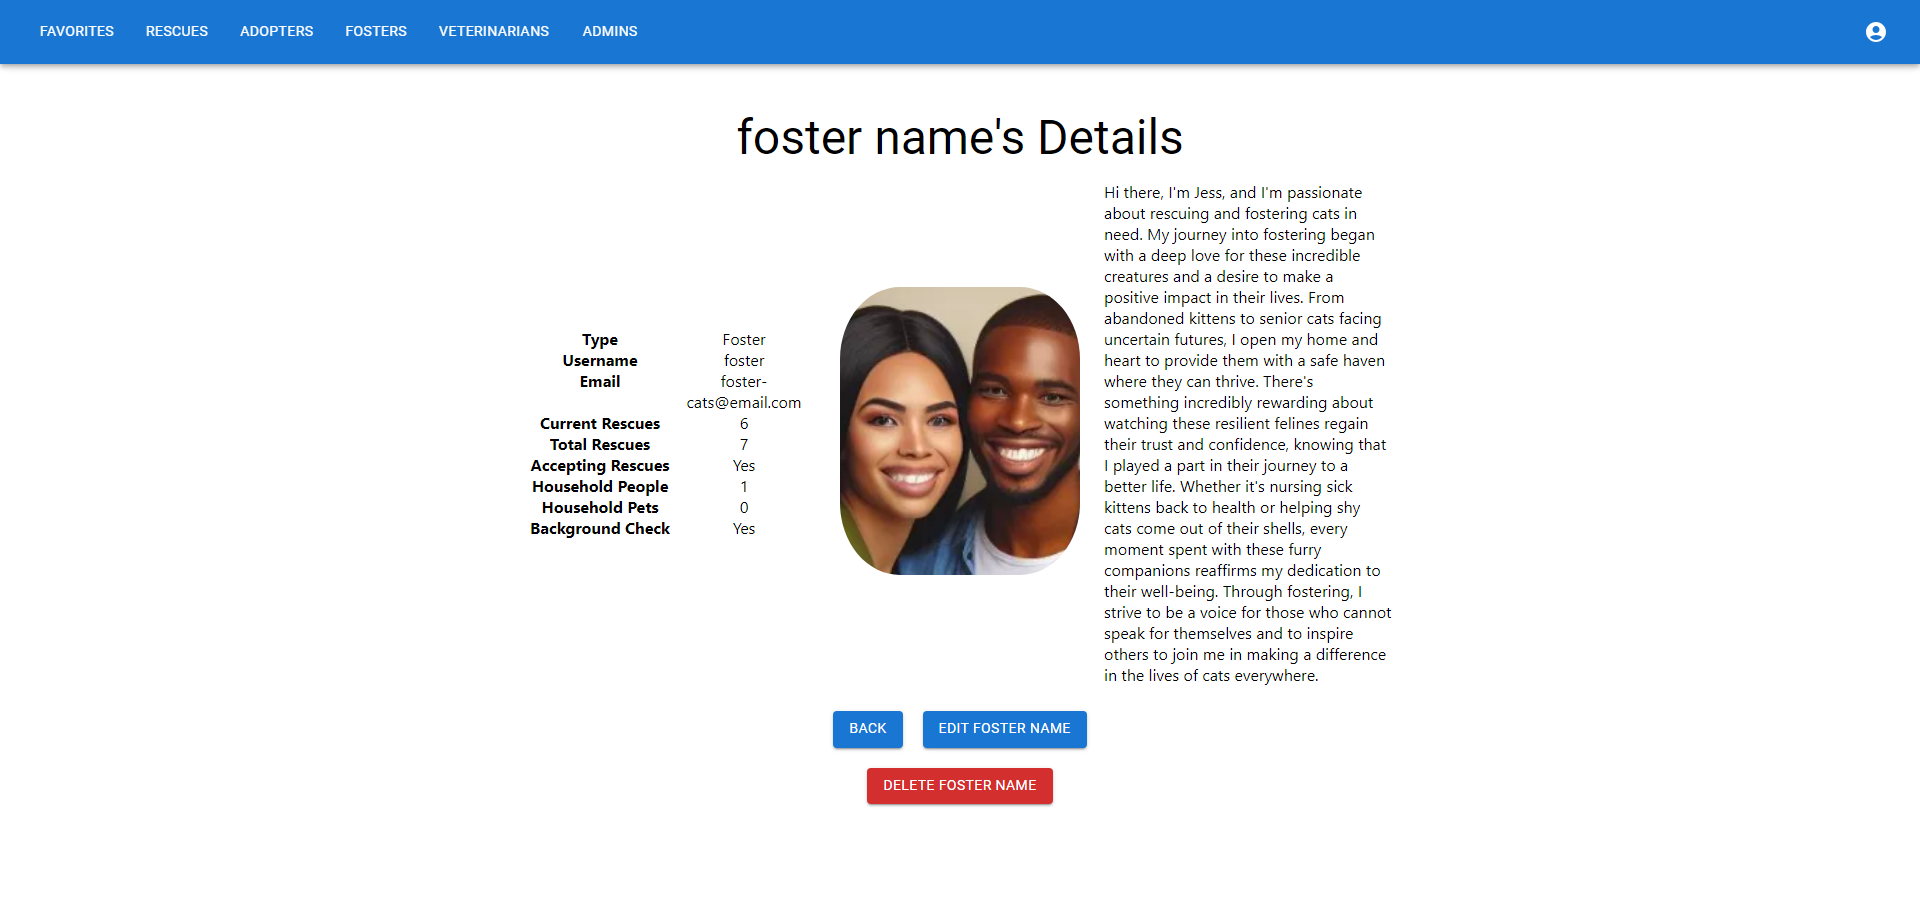 FAVORITES RESCUES ADOPTERS FOSTERS VETERINARIANS ADMINS
foster name's Details
Type Foster
Username foster
Email foster-
cats@email.com
Current Rescues 6
Total Rescues 7
Accepting Rescues Yes
Household People 1
Household Pets 0
Background Check Yes
Hi there, I'm Jess, and I'm passionate
about rescuing and fostering cats in
need. My journey into fostering began
with a deep love for these incredible
creatures and a desire to make a
positive impact in their lives. From
abandoned kittens to senior cats facing
uncertain futures, I open my home and
heart to provide them with a safe haven
where they can thrive. There's
something incredibly rewarding about
watching these resilient felines regain
their trust and confidence, knowing that
I played a part in their journey to a
better life. Whether it's nursing sick
kittens back to health or helping shy
cats come out of their shells, every
moment spent with these furry
companions reaffirms my dedication to
their well-being. Through fostering, I
strive to be a voice for those who cannot
speak for themselves and to inspire
others to join me in making a difference
in the lives of cats everywhere.
BACK EDIT FOSTER NAME
DELETE FOSTER NAME